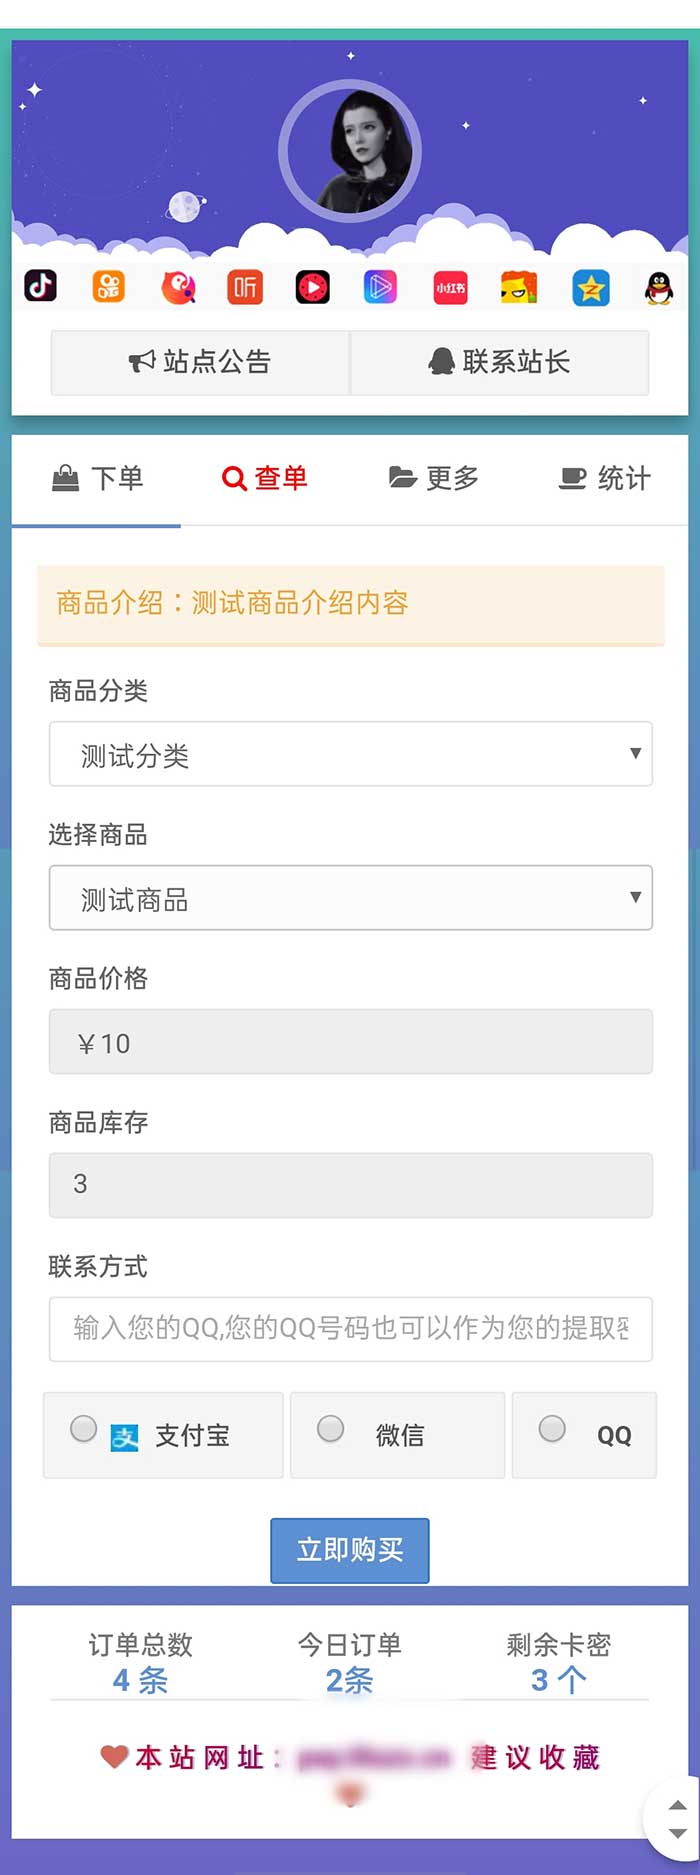 听
小红书
站点公告 联系站长
下单 查单 更多 统计
商品介绍：测试商品介绍内容
商品分类
测试分类
选择商品
测试商品
商品价格
￥10
商品库存
3
联系方式
输入您的QQ,您的QQ号码也可以作为您的提取
支 支付宝 微信 QQ
立即购买
订单总数 今日订单 剩余卡密
4 条 2条 3 个
本站网址： 建议收藏